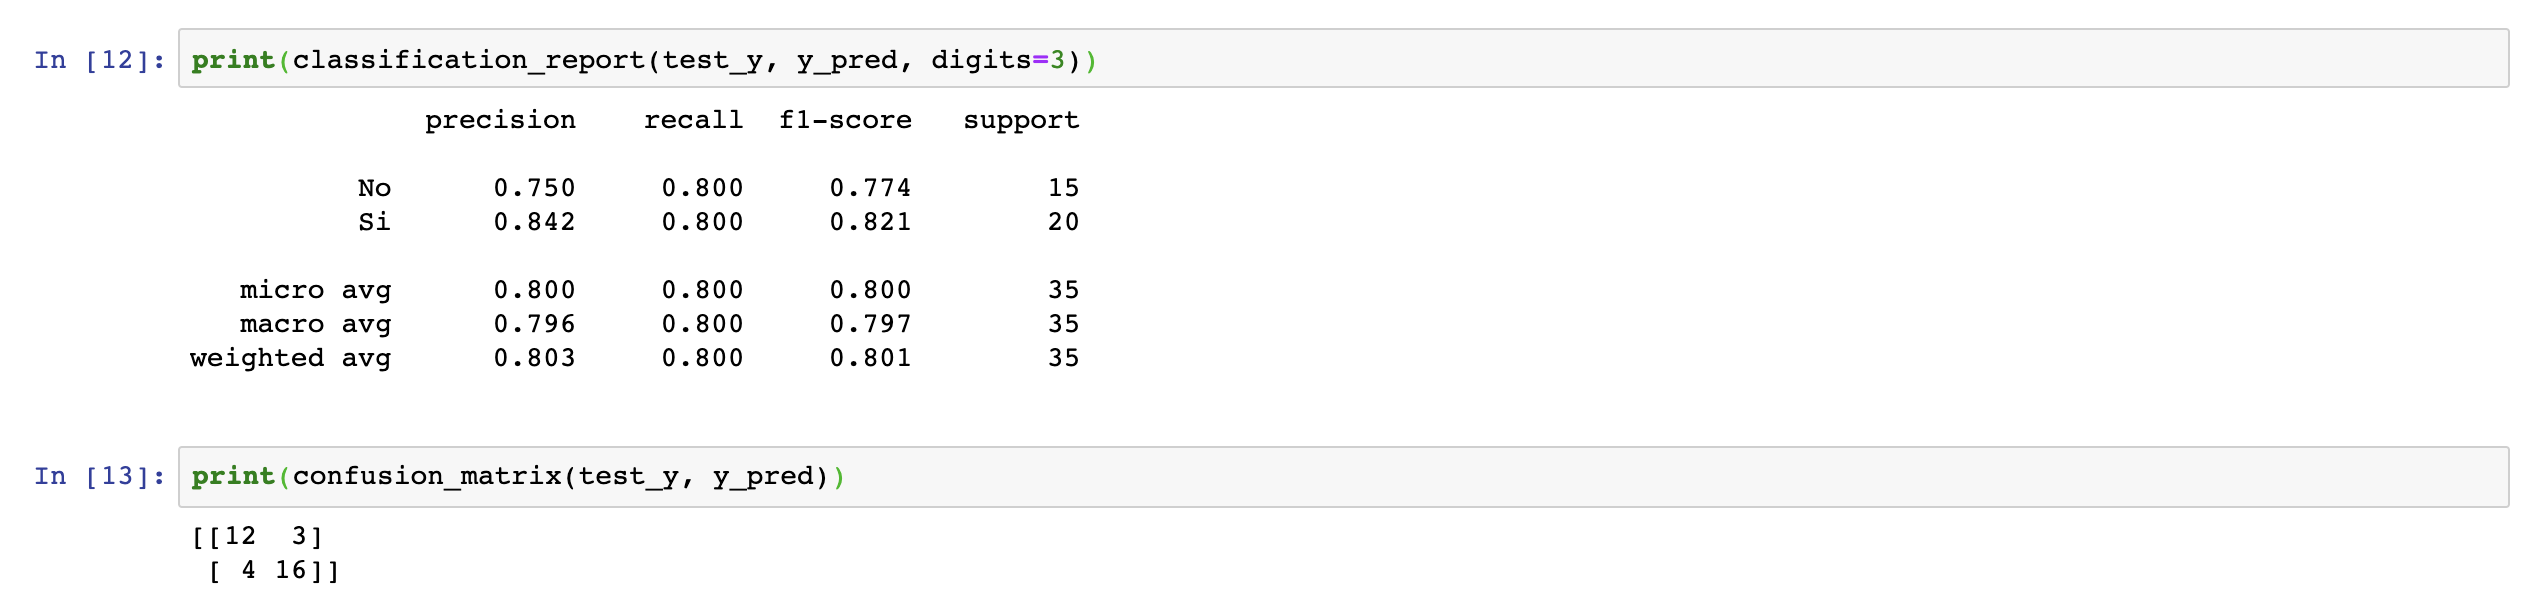 In [12]: print(classification_report(test_y, y_pred, digits=3))
precision recall f1-score support
No 0.750 0.800 0.774 15
Si 0.842 0.800 0.821 20
micro avg 0.800 0.800 0.800 35
macro avg 0.796 0.800 0.797 35
weighted avg 0.803 0.800 0.801 35
In [13]: print(confusion_matrix(test_y, y_pred))
[[12  3]
 [ 4 16]]